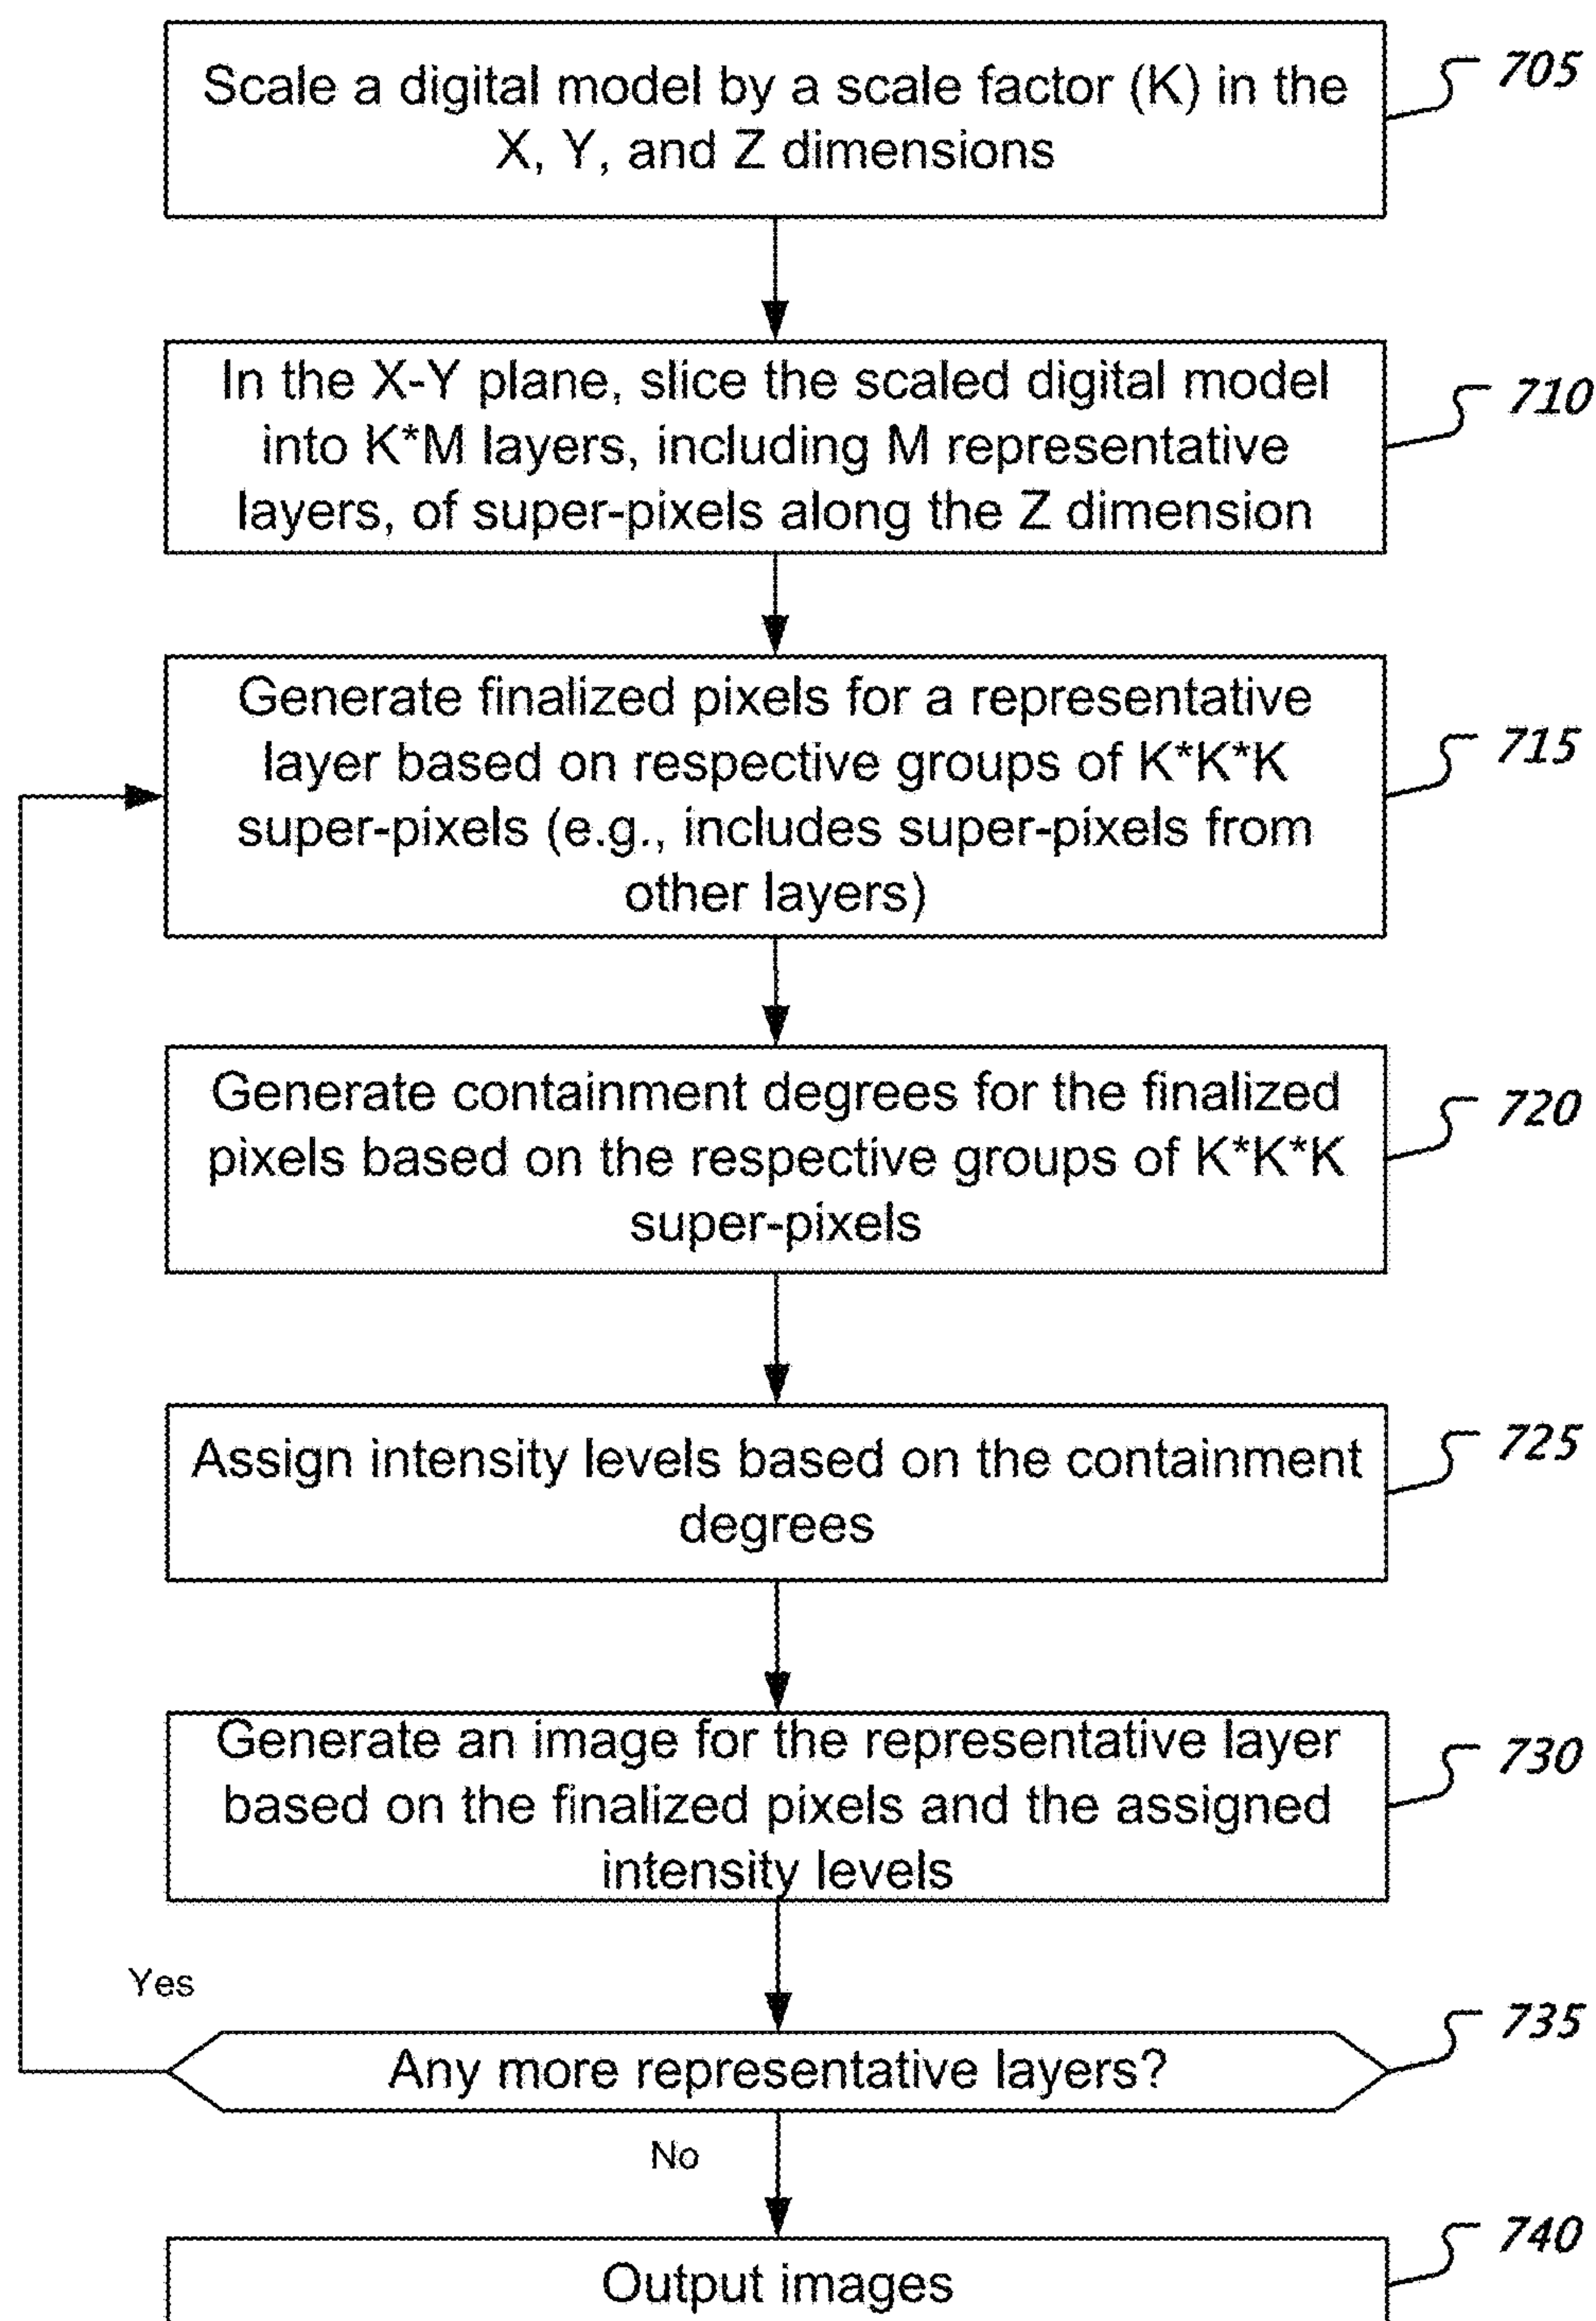 Scale a digital model by a scale factor (K) in the
X, Y, and Z dimensions
705
In the X-Y plane, slice the scaled digital model
into K*M layers, including M representative
layers, of super-pixels along the Z dimension
710
Generate finalized pixels for a representative
layer based on respective groups of K*K*K
super-pixels (e.g., includes super-pixels from
other layers)
715
Generate containment degrees for the finalized
pixels based on the respective groups of K*K*K
super-pixels
720
Assign intensity levels based on the containment
degrees
725
Generate an image for the representative layer
based on the finalized pixels and the assigned
intensity levels
730
Yes
Any more representative layers?
735
No
Output images
740